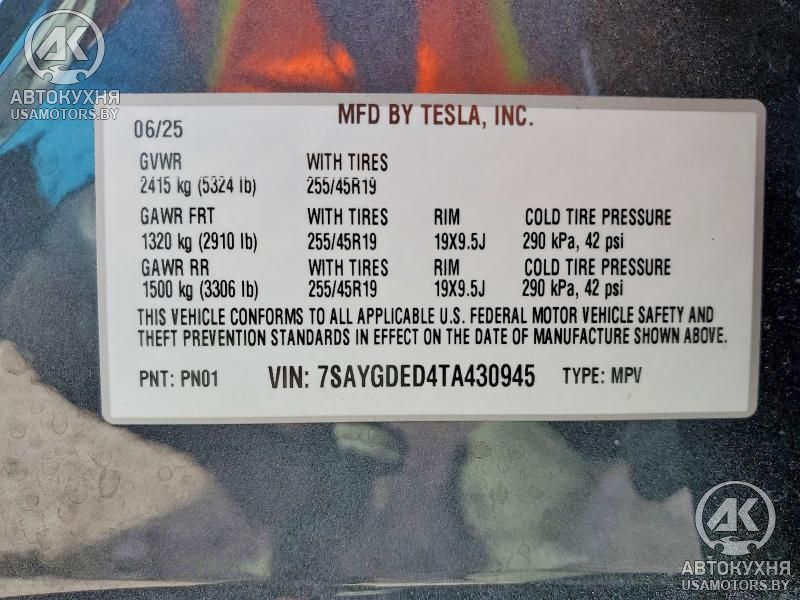 АК
АВТОКУХНЯ
USAMOTORS.BY
06/25 MFD BY TESLA, INC.
GVWR WITH TIRES
2415 kg (5324 lb) 255/45R19
GAWR FRT WITH TIRES RIM COLD TIRE PRESSURE
1320 kg (2910 lb) 255/45R19 19X9.5J 290 kPa, 42 psi
GAWR RR WITH TIRES RIM COLD TIRE PRESSURE
1500 kg (3306 lb) 255/45R19 19X9.5J 290 kPa, 42 psi
THIS VEHICLE CONFORMS TO ALL APPLICABLE U.S. FEDERAL MOTOR VEHICLE SAFETY AND
THEFT PREVENTION STANDARDS IN EFFECT ON THE DATE OF MANUFACTURE SHOWN ABOVE.
PNT: PN01 VIN: 7SAYGDED4TA430945 TYPE: MPV
АК
АВТОКУХНЯ
USAMOTORS.BY